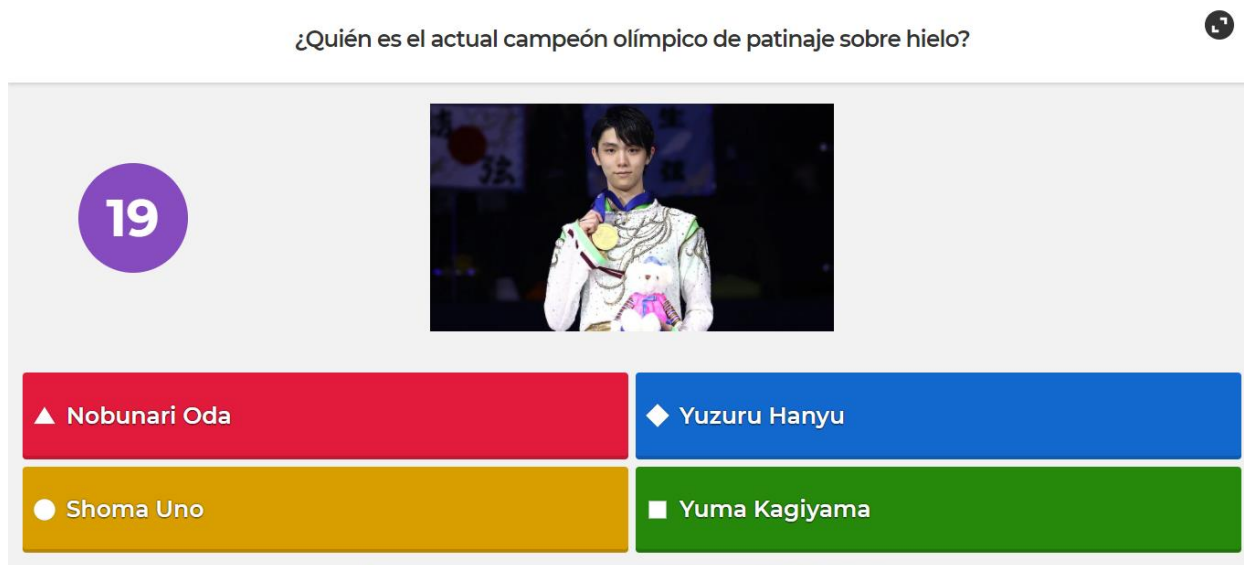 ¿Quién es el actual campeón olímpico de patinaje sobre hielo?
19
Nobunari Oda
Yuzuru Hanyu
Shoma Uno
Yuma Kagiyama